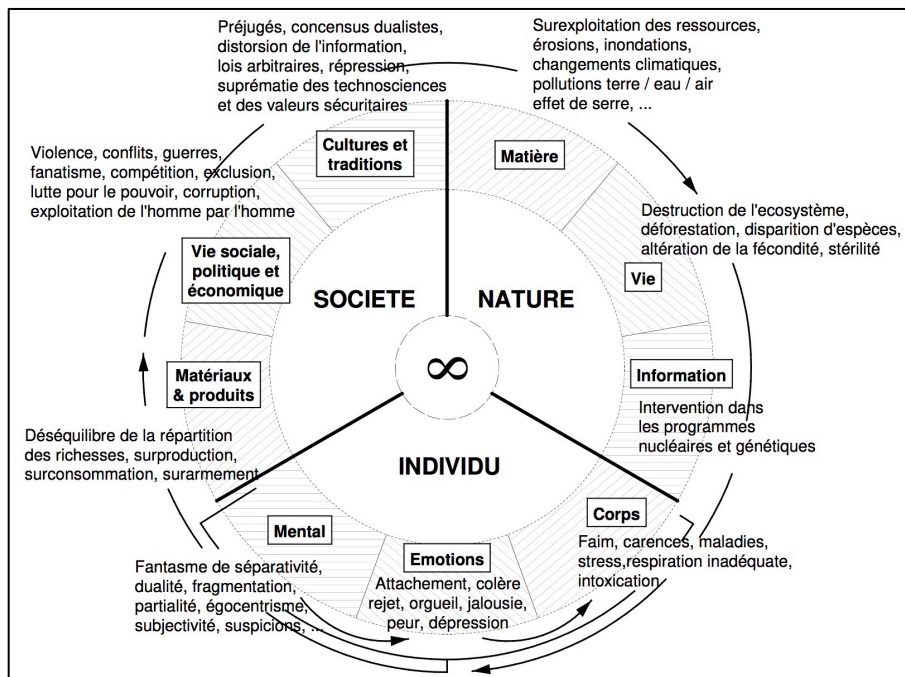 Préjugés, concensus dualistes,
distorsion de l'information,
lois arbitraires, répression,
suprématie des technosciences
et des valeurs sécuritaires
Surexploitation des ressources,
érosions, inondations,
changements climatiques,
pollutions terre / eau / air
effet de serre, ...
Violence, conflits, guerres,
fanatisme, compétition, exclusion,
lutte pour le pouvoir, corruption,
exploitation de l'homme par l'homme
Cultures et
traditions
Matière
Destruction de l'ecosystème,
déforestation, disparition d'espèces,
altération de la fécondité, stérilité
Vie sociale,
politique et
économique
Vie
SOCIETE
NATURE
∞
Matériaux
& produits
Information
Intervention dans
les programmes
nucléaires et génétiques
Déséquilibre de la répartition
des richesses, surproduction,
surconsommation, surarmement
INDIVIDU
Mental
Corps
Faim, carences, maladies,
stress,respiration inadéquate,
intoxication
Emotions
Attachement, colère
rejet, orgueil, jalousie,
peur, dépression
Fantasme de séparativité,
dualité, fragmentation,
partialité, égocentrisme,
subjectivité, suspicions, ...